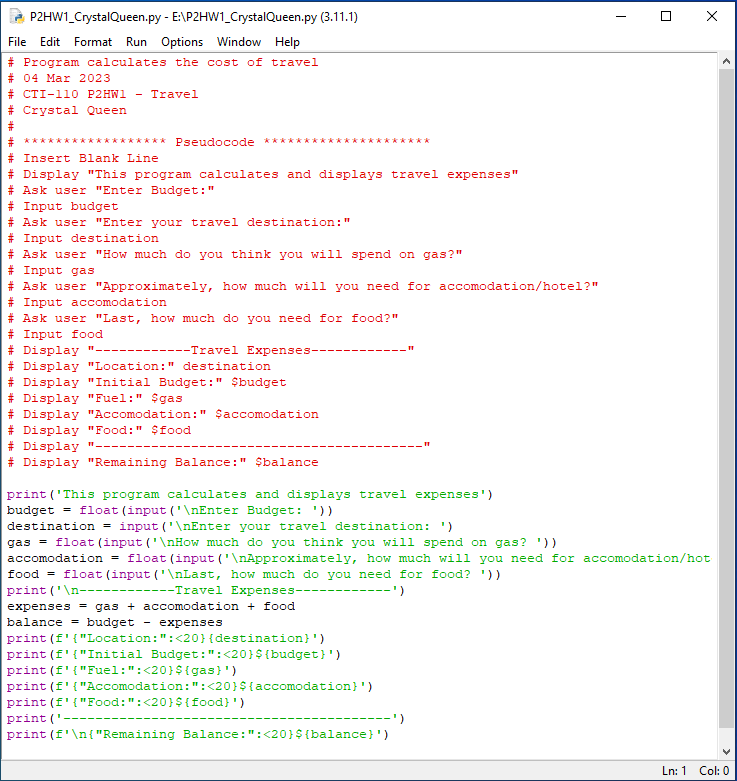 P2HW1_CrystalQueen.py - E:\P2HW1_CrystalQueen.py (3.11.1)
File Edit Format Run Options Window Help
# Program calculates the cost of travel
# 04 Mar 2023
# CTI-110 P2HW1 - Travel
# Crystal Queen
#
# ****************** Pseudocode *********************
# Insert Blank Line
# Display "This program calculates and displays travel expenses"
# Ask user "Enter Budget:"
# Input budget
# Ask user "Enter your travel destination:"
# Input destination
# Ask user "How much do you think you will spend on gas?"
# Input gas
# Ask user "Approximately, how much will you need for accomodation/hotel?"
# Input accomodation
# Ask user "Last, how much do you need for food?"
# Input food
# Display "------------Travel Expenses------------"
# Display "Location:" destination
# Display "Initial Budget:" $budget
# Display "Fuel:" $gas
# Display "Accomodation:" $accomodation
# Display "Food:" $food
# Display "-----------------------------------------"
# Display "Remaining Balance:" $balance
print('This program calculates and displays travel expenses')
budget = float(input('\nEnter Budget: '))
destination = input('\nEnter your travel destination: ')
gas = float(input('\nHow much do you think you will spend on gas? '))
accomodation = float(input('\nApproximately, how much will you need for accomodation/hot
food = float(input('\nLast, how much do you need for food? '))
print('\n------------Travel Expenses------------')
expenses = gas + accomodation + food
balance = budget - expenses
print(f'{"Location:":<20}{destination}')
print(f'{"Initial Budget:":<20}${budget}')
print(f'{"Fuel:":<20}${gas}')
print(f'{"Accomodation:":<20}${accomodation}')
print(f'{"Food:":<20}${food}')
print('-----------------------------------------')
print(f'\n{"Remaining Balance:":<20}${balance}')
Ln: 1 Col: 0